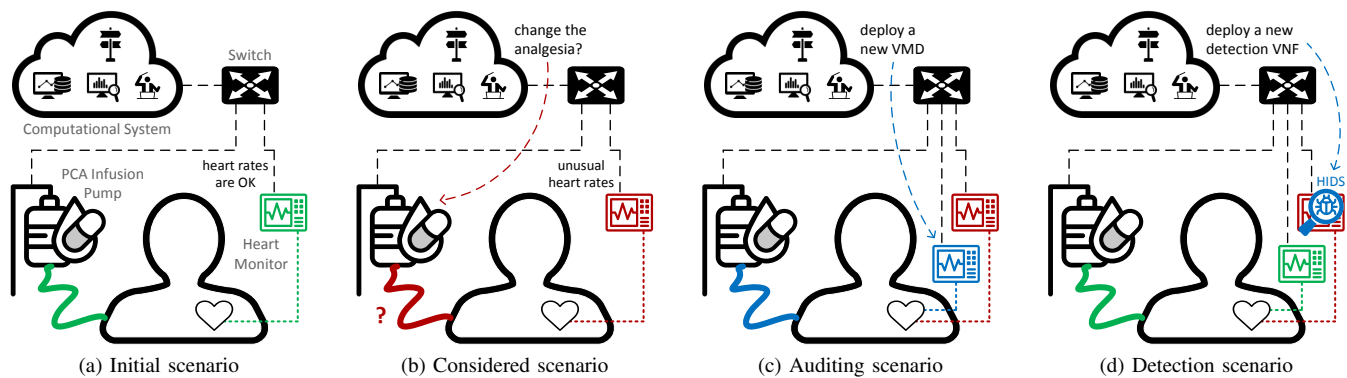 Switch
Computational System
PCA Infusion
Pump
heart rates
are OK
Heart
Monitor
(a) Initial scenario
change the
analgesia?
unusual
heart rates
?
(b) Considered scenario
deploy a
new VMD
(c) Auditing scenario
deploy a new
detection VNF
HIDS
(d) Detection scenario